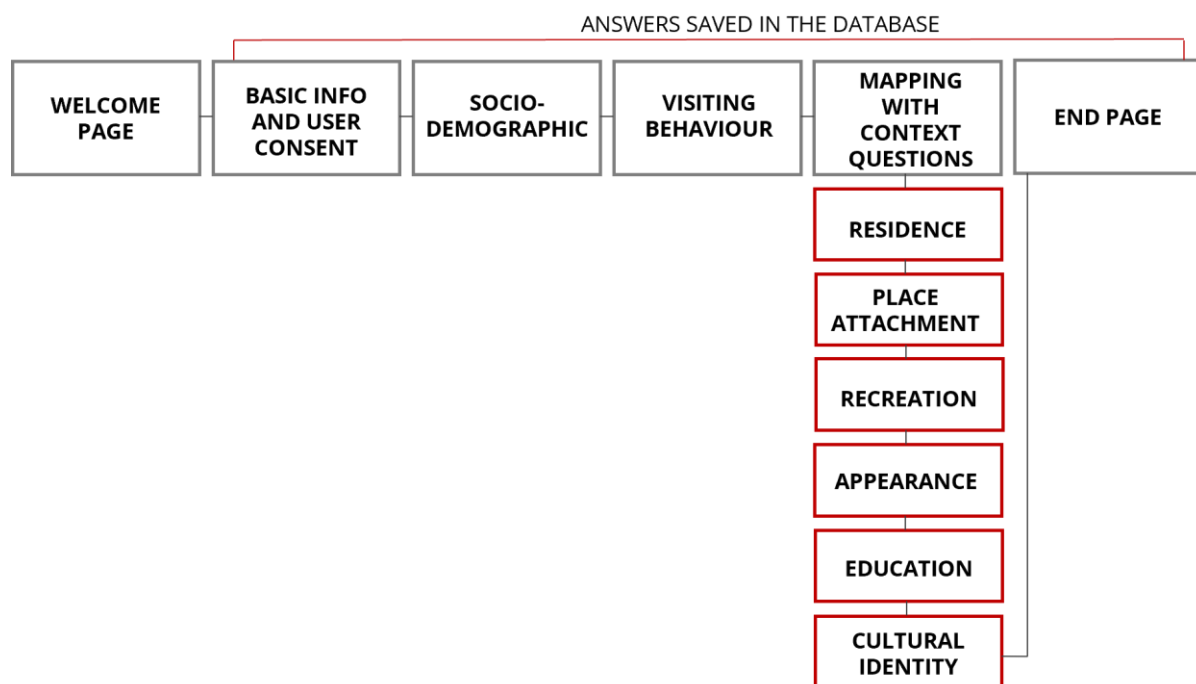 ANSWERS SAVED IN THE DATABASE
WELCOME
PAGE
BASIC INFO
AND USER
CONSENT
SOCIO-
DEMOGRAPHIC
VISITING
BEHAVIOUR
MAPPING
WITH
CONTEXT
QUESTIONS
END PAGE
RESIDENCE
PLACE
ATTACHMENT
RECREATION
APPEARANCE
EDUCATION
CULTURAL
IDENTITY